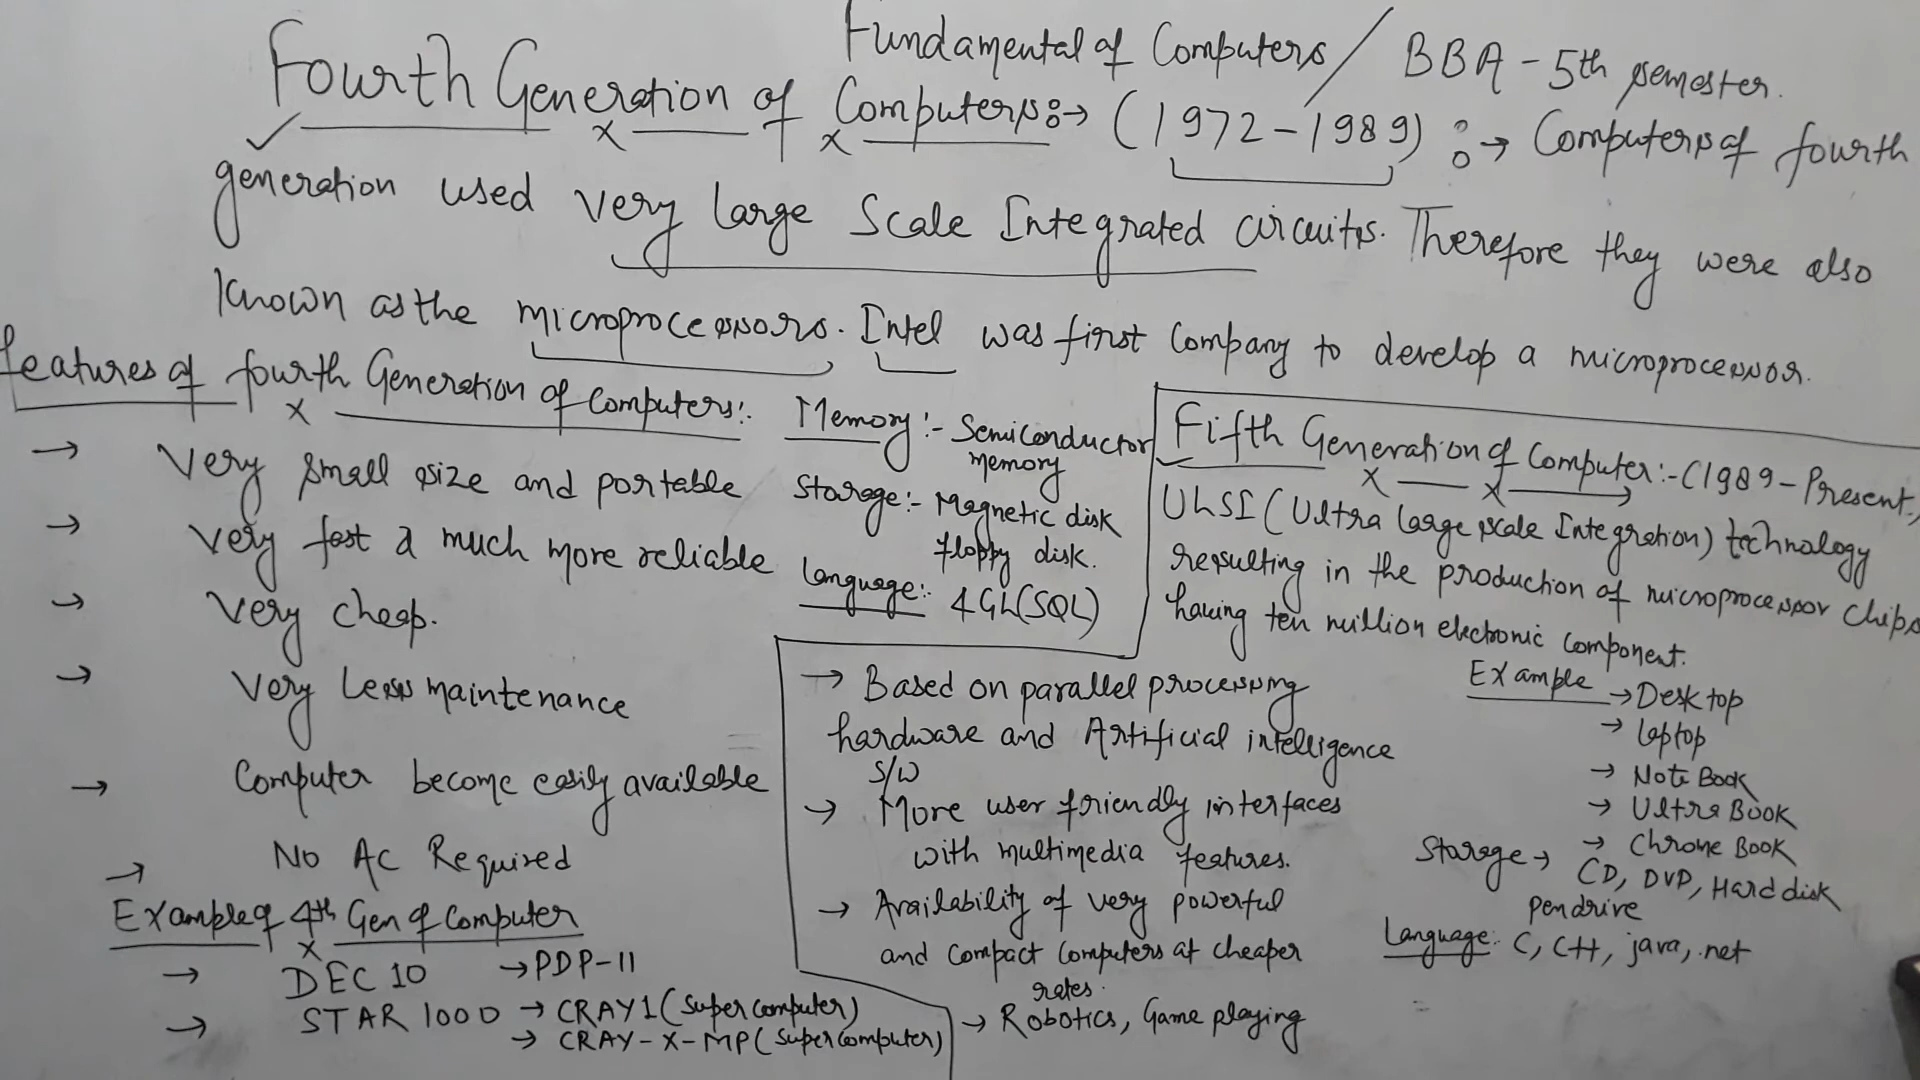 Fundamental of Computers / BBA - 5th semester.
Fourth Generation of Computers :→ (1972-1989) :→ Computers of fourth
generation used very large Scale Integrated circuits. Therefore they were also
known as the microprocessors. Intel was first Company to develop a microprocessor.
features of fourth Generation of Computers:.
→ Very small size and portable
→ Very fast & much more reliable
→ Very cheap.
→ Very Less maintenance
→ Computer become easily available
→ No AC Required
Example of 4th Gen of Computer
→ DEC 10 → PDP-11
→ STAR 1000 → CRAY1 (Super computer)
→ CRAY-X-MP (Super computer)
Memory:- Semiconductor
memory
Storage:- Magnetic disk
floppy disk.
Language:. 4GL(SQL)
Fifth Generation of Computer:- (1989-Present)
ULSI (Ultra large scale Integration) technology
resulting in the production of microprocessor chips
having ten million electronic component.
→ Based on parallel processing
hardware and Artificial intelligence
S/W
→ More user friendly interfaces
with multimedia features.
→ Availability of very powerful
and compact Computers at cheaper
rates.
→ Robotics, Game playing
Example → Desktop
→ laptop
→ Note Book
→ Ultra Book
→ Chrome Book
Storage → CD, DVD, Hard disk
pendrive
Language: C, C++, java, .net